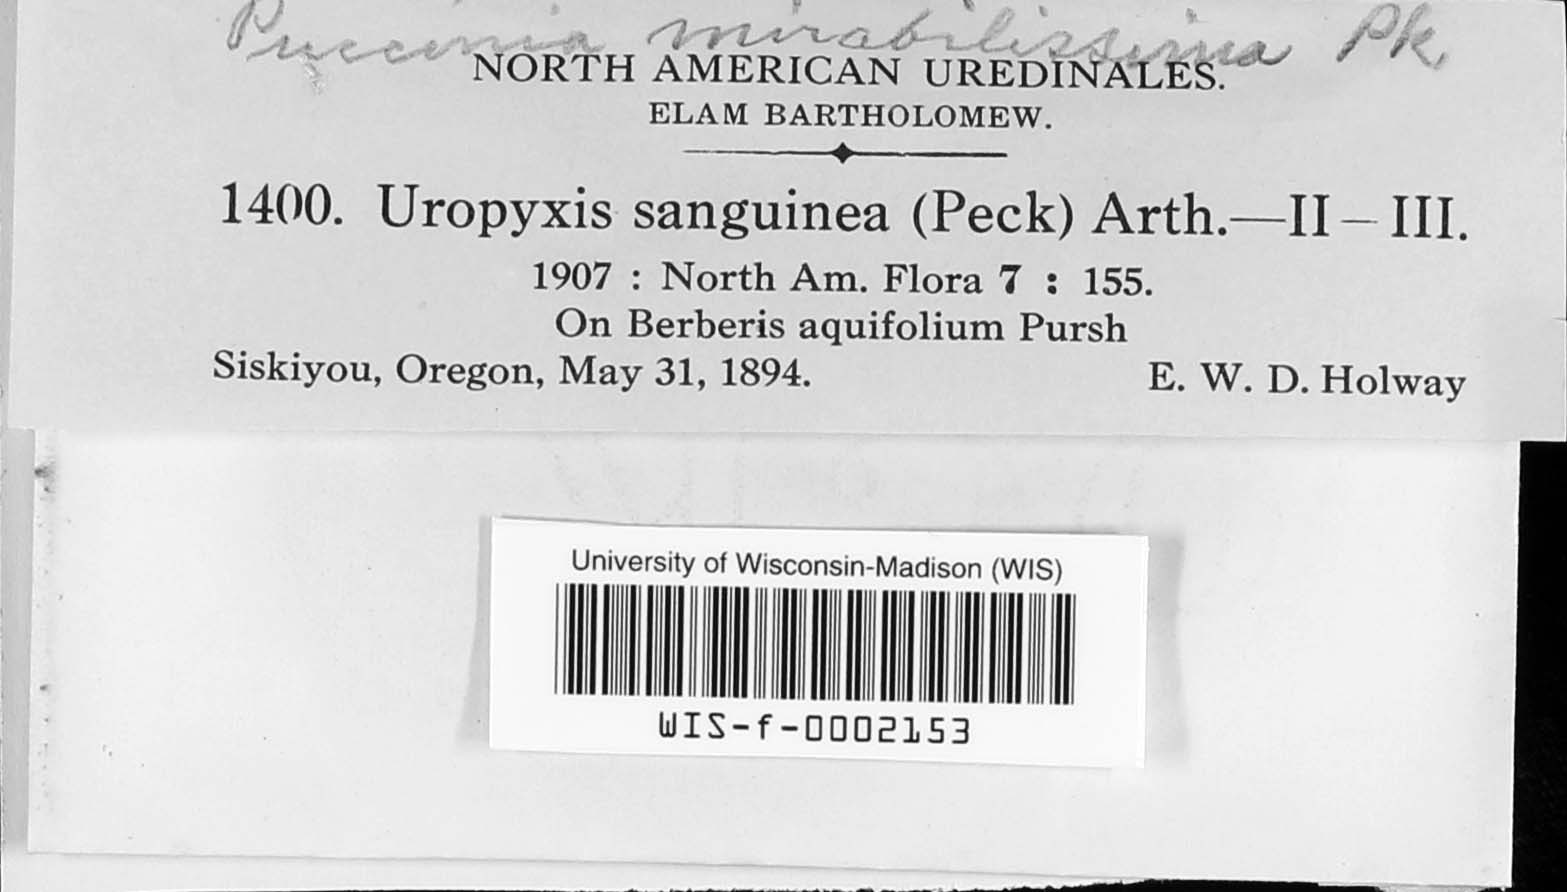 Puccinia mirabilissima Pk.
NORTH AMERICAN UREDINALES.
ELAM BARTHOLOMEW.
1400. Uropyxis sanguinea (Peck) Arth.—II – III.
1907 : North Am. Flora 7 : 155.
On Berberis aquifolium Pursh
Siskiyou, Oregon, May 31, 1894. E. W. D. Holway
University of Wisconsin-Madison (WIS)
WIS-f-0002153